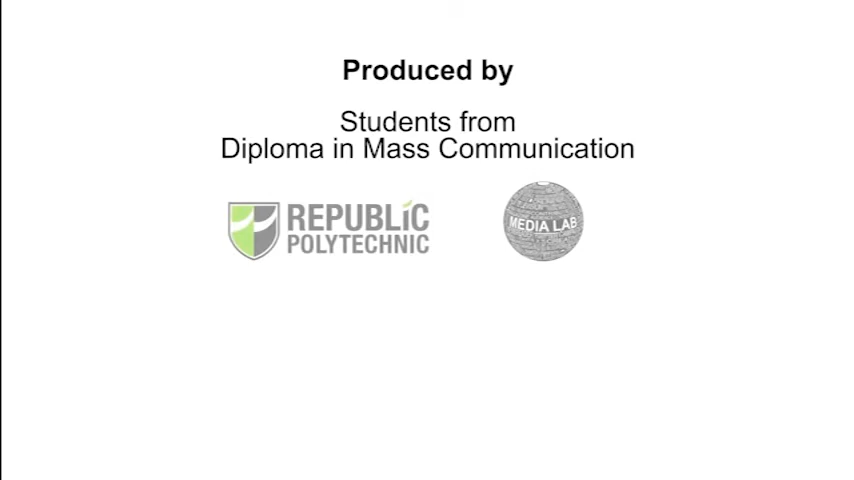 Produced by
Students from
Diploma in Mass Communication
REPUBLIC
POLYTECHNIC
MEDIA LAB